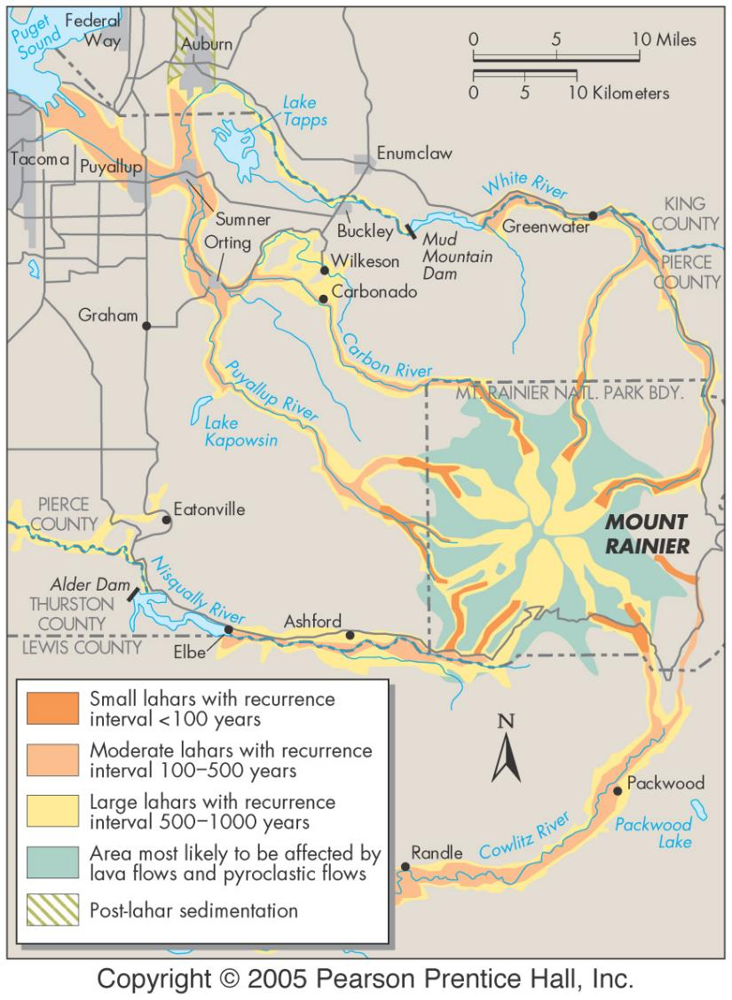 Puget
Sound
Federal
Way
Auburn
0 5 10 Miles
0 5 10 Kilometers
Lake
Tapps
Tacoma
Puyallup
Enumclaw
White River
KING
COUNTY
Sumner
Buckley
Greenwater
Orting
Mud
Mountain
Dam
PIERCE
COUNTY
Wilkeson
Carbonado
Graham
Carbon River
Puyallup River
MT. RAINIER NATL. PARK BDY.
Lake
Kapowsin
PIERCE
COUNTY
Eatonville
MOUNT
RAINIER
Nisqually River
Alder Dam
THURSTON
COUNTY
LEWIS COUNTY
Ashford
Elbe
Small lahars with recurrence
interval <100 years
Moderate lahars with recurrence
interval 100–500 years
Large lahars with recurrence
interval 500–1000 years
Area most likely to be affected by
lava flows and pyroclastic flows
Post-lahar sedimentation
N
Packwood
Packwood
Lake
Cowlitz River
Randle
Copyright © 2005 Pearson Prentice Hall, Inc.